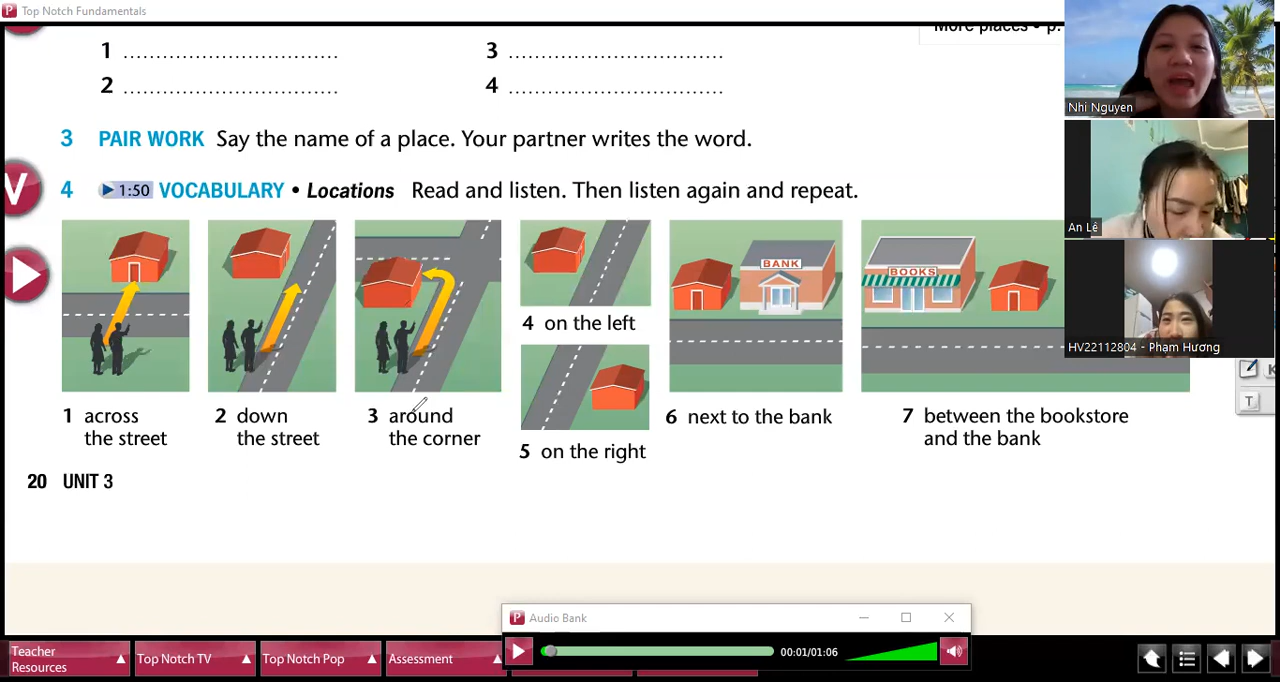 Top Notch Fundamentals
More places • p.
1 ................................. 3 .................................
2 ................................. 4 .................................
3 PAIR WORK Say the name of a place. Your partner writes the word.
V
4 1:50 VOCABULARY • Locations Read and listen. Then listen again and repeat.
BANK
BOOKS
1 across
the street
2 down
the street
3 around
the corner
4 on the left
5 on the right
6 next to the bank
7 between the bookstore
and the bank
20 UNIT 3
Nhi Nguyen
An Lê
HV22112804 - Phạm Hương
K
T
Audio Bank
00:01/01:06
Teacher
Resources
Top Notch TV
Top Notch Pop
Assessment